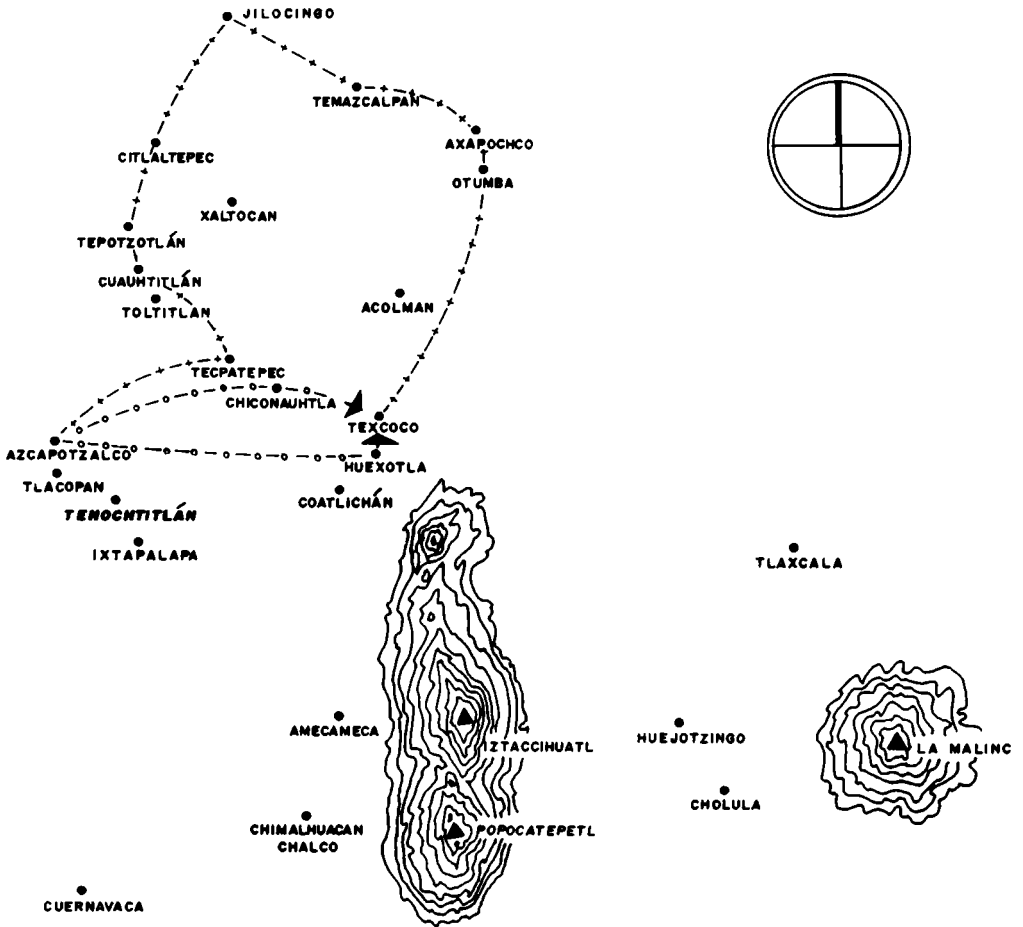 JILOCINGO
TEMAZCALPAN
AXAPOCHCO
CITLALTEPEC
OTUMBA
XALTOCAN
TEPOTZOTLÁN
CUAUHTITLÁN
TOLTITLAN
ACOLMAN
TECPATEPEC
CHICONAUHTLA
TEXCOCO
AZCAPOTZALCO
HUEXOTLA
TLACOPAN
COATLICHÁN
TENOCHTITLÁN
IXTAPALAPA
TLAXCALA
AMECAMECA
IZTACCIHUATL
HUEJOTZINGO
LA MALINC
CHOLULA
CHIMALHUACAN
CHALCO
POPOCATEPETL
CUERNAVACA